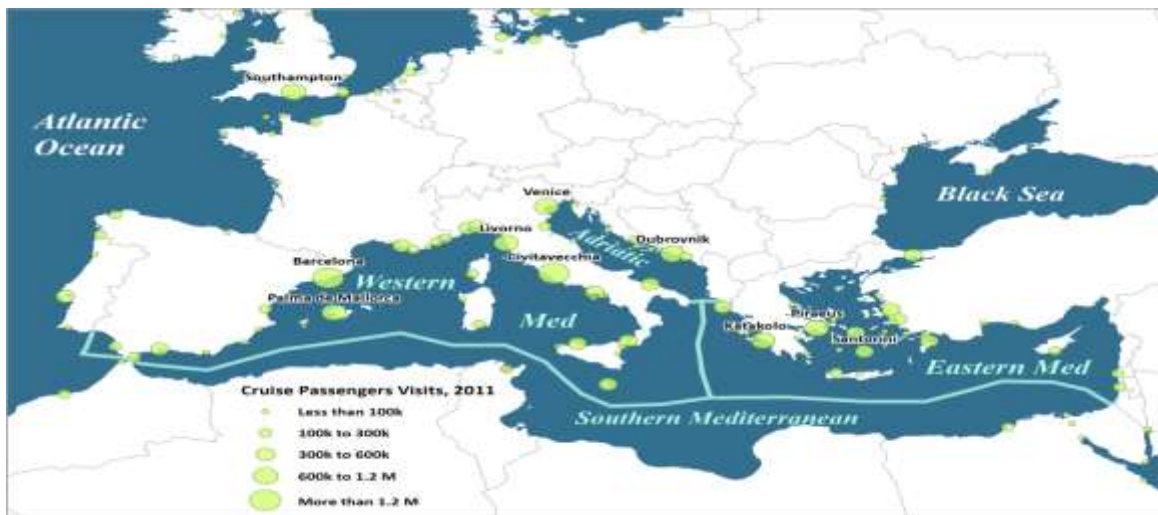 Southampton
Atlantic
Ocean
Black Sea
Venice
Livorno
Adriatic
Dubrovnik
Civitavecchia
Barcelona
Western
Palma de Mallorca
Med
Katakolo
Piraeus
Santorini
Eastern Med
Southern Mediterranean
Cruise Passengers Visits, 2011
Less than 100k
100k to 300k
300k to 600k
600k to 1.2 M
More than 1.2 M